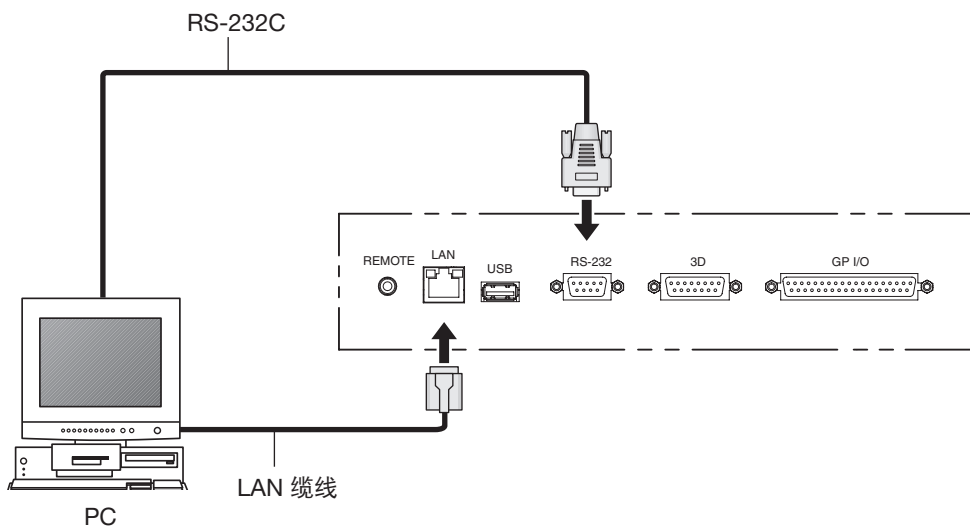 RS-232C
REMOTE
LAN
USB
RS-232
3D
GP I/O
LAN 缆线
PC